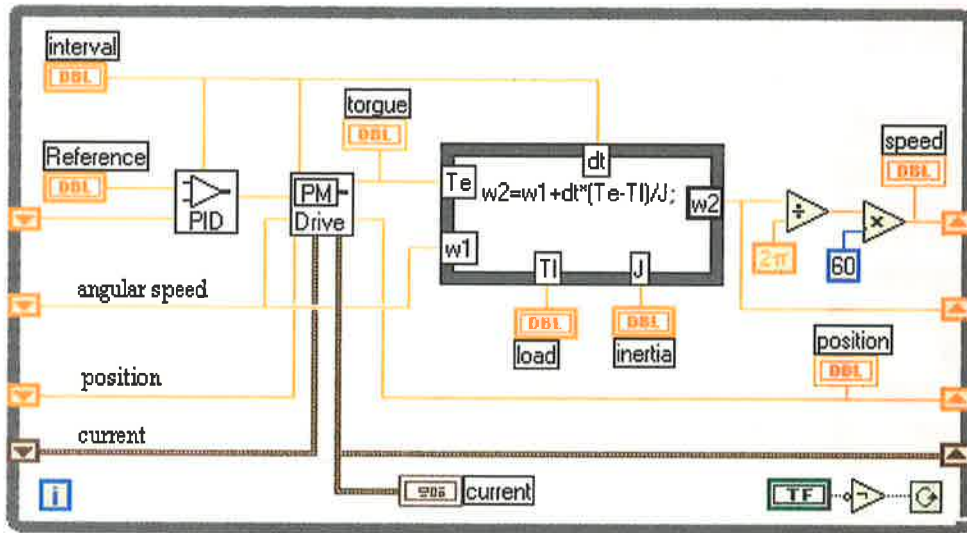 interval
DBL
torgue
DBL
speed
DBL
Reference
DBL
PID
PM
Drive
Te
dt
w2=w1+dt*(Te-Tl)/J;
w2
w1
Tl
J
÷
×
2π
60
angular speed
DBL
load
DBL
inertia
position
DBL
position
current
i
current
TF